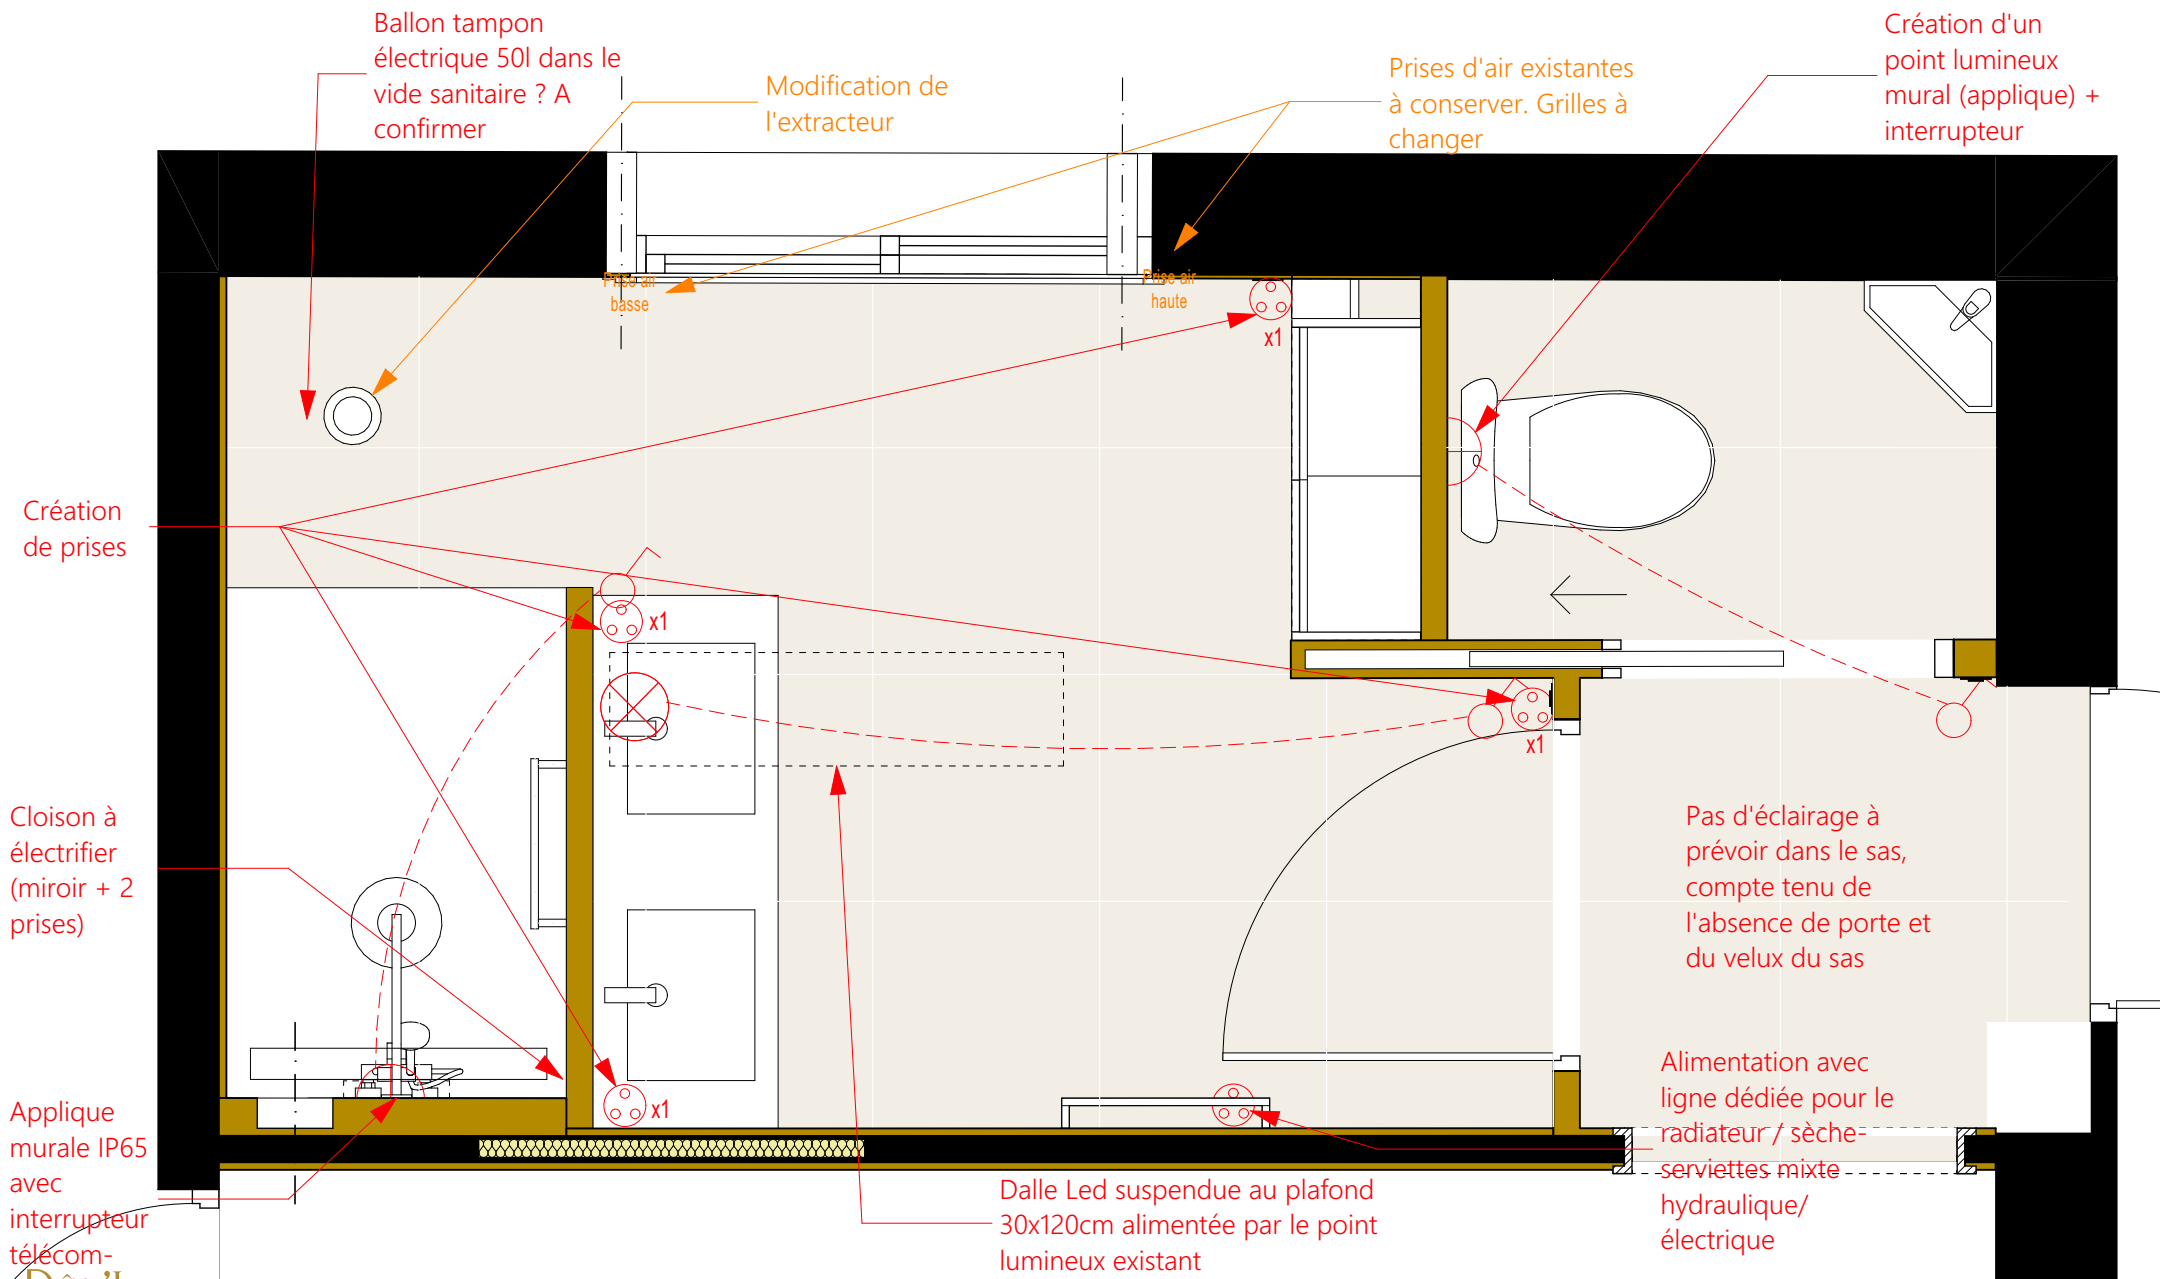 Ballon tampon
électrique 50l dans le
vide sanitaire ? A
confirmer
Modification de
l'extracteur
Prises d'air existantes
à conserver. Grilles à
changer
Création d'un
point lumineux
mural (applique) +
interrupteur
Prise air
basse
Prise air
haute
x1
Création
de prises
x1
x1
Cloison à
électrifier
(miroir + 2
prises)
Pas d'éclairage à
prévoir dans le sas,
compte tenu de
l'absence de porte et
du velux du sas
x1
Applique
murale IP65
avec
interrupteur
télécom-
Alimentation avec
ligne dédiée pour le
radiateur / sèche-
serviettes mixte
hydraulique/
électrique
Dalle Led suspendue au plafond
30x120cm alimentée par le point
lumineux existant